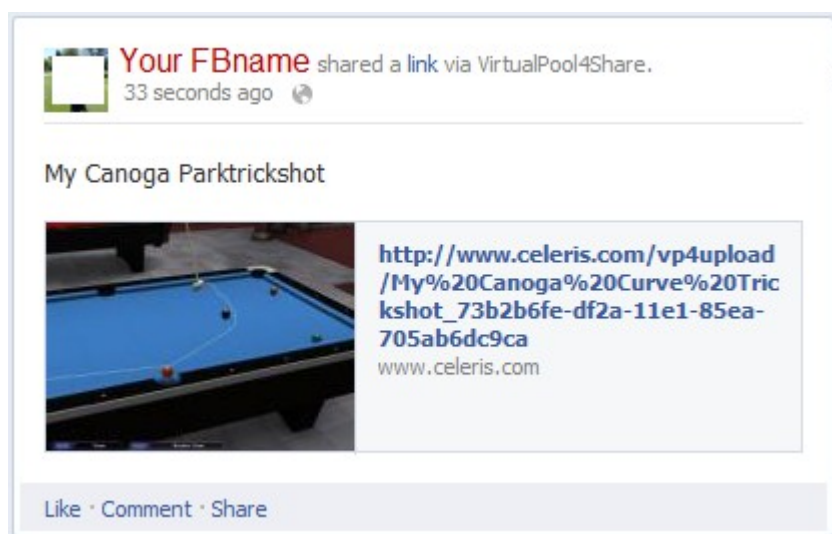 Your FBname shared a link via VirtualPool4Share.
33 seconds ago
My Canoga Parktrickshot
http://www.celeris.com/vp4upload
/My%20Canoga%20Curve%20Tric
kshot_73b2b6fe-df2a-11e1-85ea-
705ab6dc9ca
www.celeris.com
Like · Comment · Share